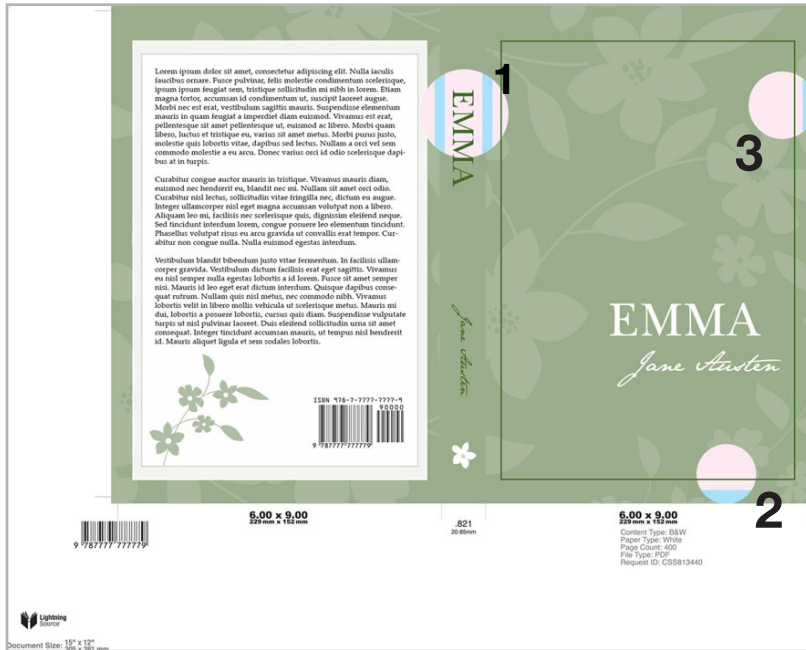 Lorem ipsum dolor sit amet, consectetur adipiscing elit. Nulla iaculis
faucibus ornare. Fusce pulvinar, felis molestie condimentum scelerisque,
ipsum ipsum feugiat sem, tristique sollicitudin mi nibh in lorem. Etiam
magna tortor, accumsan id condimentum ut, suscipit laoreet augue.
Morbi nec est erat, vestibulum sagittis mauris. Suspendisse elementum
mauris in quam feugiat a imperdiet diam euismod. Vivamus est erat,
pellentesque sit amet pellentesque ut, euismod ac libero. Morbi quam
libero, luctus et tristique eu, varius sit amet metus. Morbi purus justo,
molestie quis lobortis vitae, dapibus sed lectus. Nullam a orci vel sem
commodo molestie a eu arcu. Donec varius orci id odio scelerisque dapi-
bus at in turpis.
Curabitur congue auctor mauris in tristique. Vivamus mauris diam,
euismod nec hendrerit eu, blandit nec mi. Nullam sit amet orci odio.
Curabitur nisl lectus, sollicitudin vitae fringilla nec, dictum eu augue.
Integer ullamcorper nisl eget magna accumsan volutpat non a libero.
Aliquam leo mi, facilisis nec scelerisque quis, dignissim eleifend neque.
Sed tincidunt interdum lorem, congue posuere leo elementum tincidunt.
Phasellus volutpat risus eu arcu gravida ut convallis erat tempor. Cur-
abitur non congue nulla. Nulla euismod egestas interdum.
Vestibulum blandit bibendum justo vitae fermentum. In facilisis ullam-
corper gravida. Vestibulum dictum facilisis erat eget sagittis. Vivamus
eu nisl semper nulla egestas lobortis a id lorem. Fusce sit amet semper
nisi. Mauris id leo eget erat dictum interdum. Quisque dapibus conse-
quat rutrum. Nullam quis nisl metus, nec commodo nibh. Vivamus
lobortis velit in libero mollis vehicula ut scelerisque metus. Mauris mi
dui, lobortis a posuere lobortis, cursus quis diam. Suspendisse vulputate
turpis ut nisl pulvinar laoreet. Duis eleifend sollicitudin urna sit amet
consequat. Integer tincidunt accumsan mauris, ut tempus nisl hendrerit
id. Mauris aliquet ligula et sem sodales lobortis.
ISBN 978-7-7777-7777-9
90000
9 787777 777779
1
EMMA
Jane Austen
3
EMMA
Jane Austen
2
9 787777 777779
6.00 x 9.00
229 mm x 152 mm
.821
20.85mm
6.00 x 9.00
229 mm x 152 mm
Content Type: B&W
Paper Type: White
Page Count: 400
File Type: PDF
Request ID: CSS813440
Lightning
Source
Document Size: 15" x 12"
305 x 381 mm